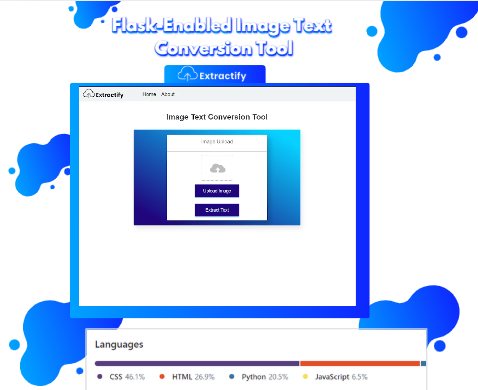 Flask-Enabled Image Text
Conversion Tool
Extractify
Extractify Home About
Image Text Conversion Tool
Image Upload
Upload Image
Extract Text
Languages
CSS 46.1% HTML 26.9% Python 20.5% JavaScript 6.5%